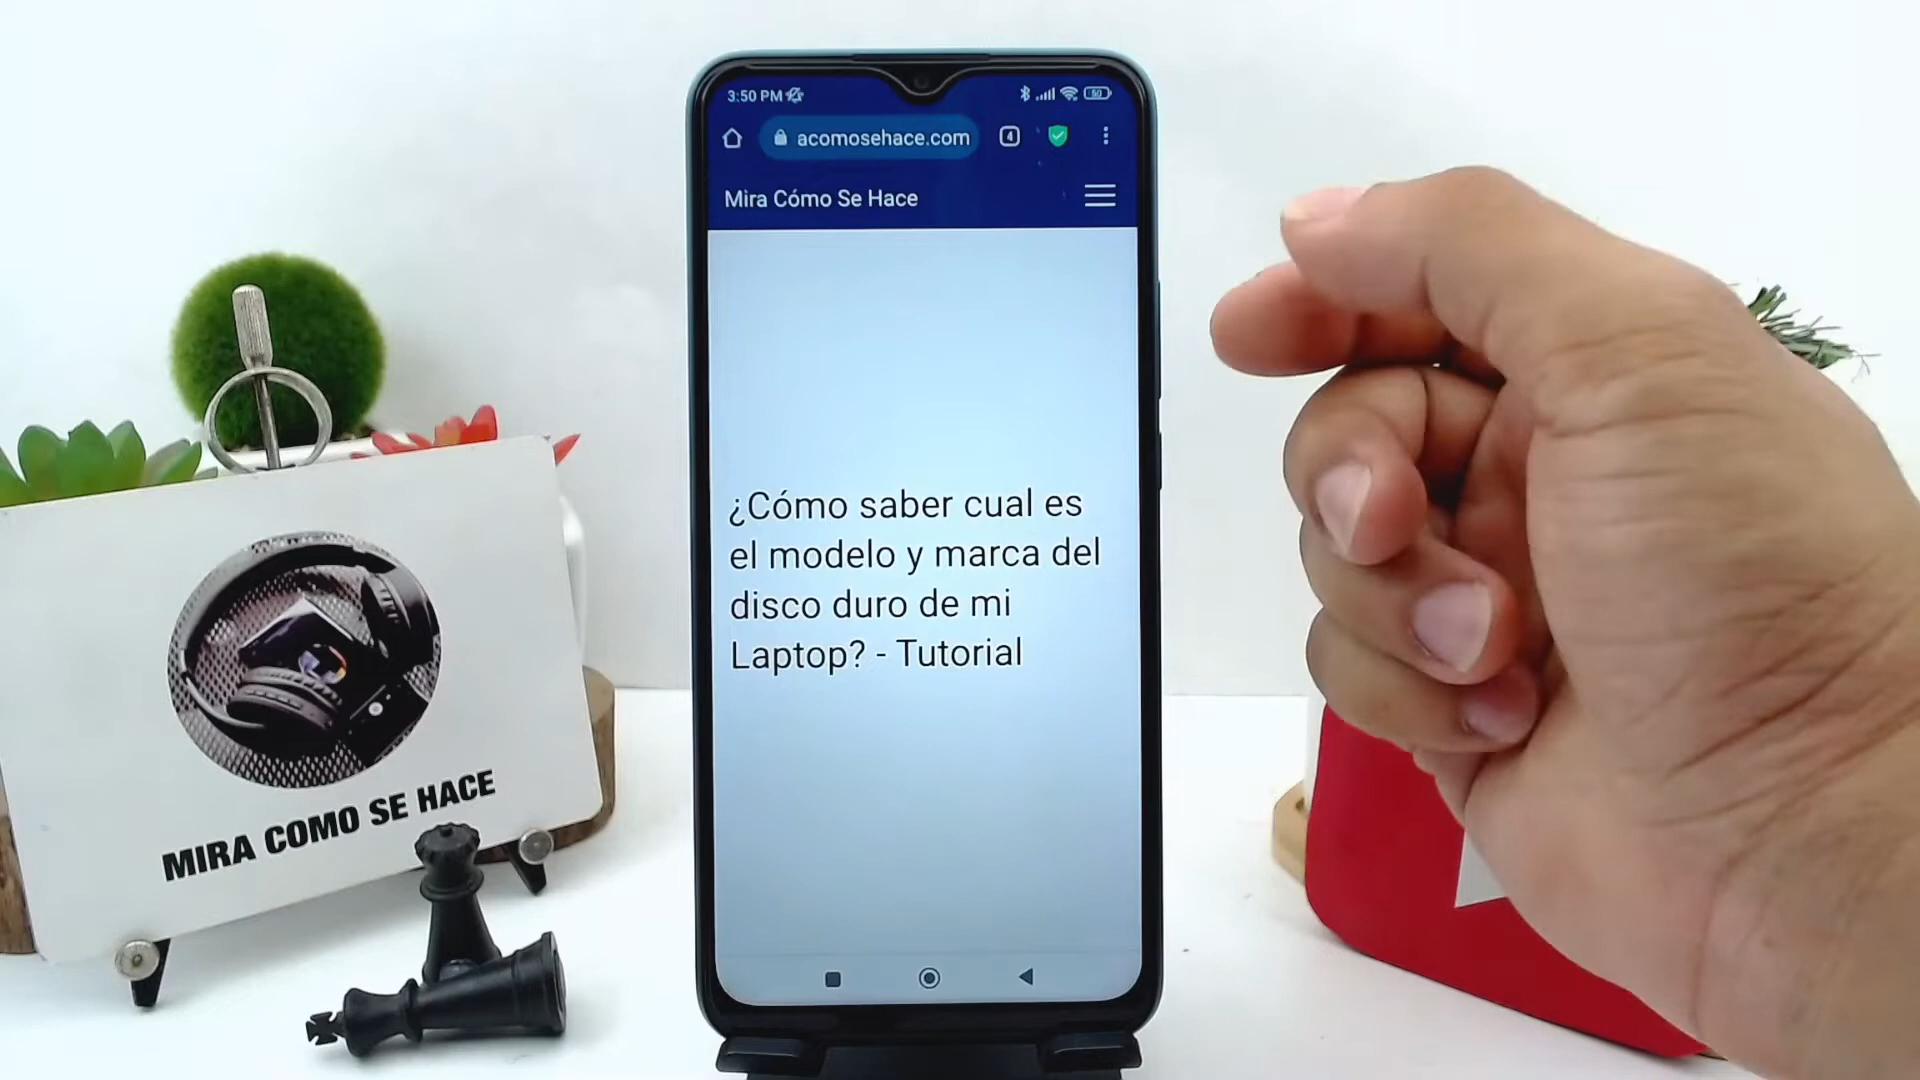 3:50 PM
50
acomosehace.com
4
Mira Cómo Se Hace
¿Cómo saber cual es
el modelo y marca del
disco duro de mi
Laptop? - Tutorial
MIRA COMO SE HACE